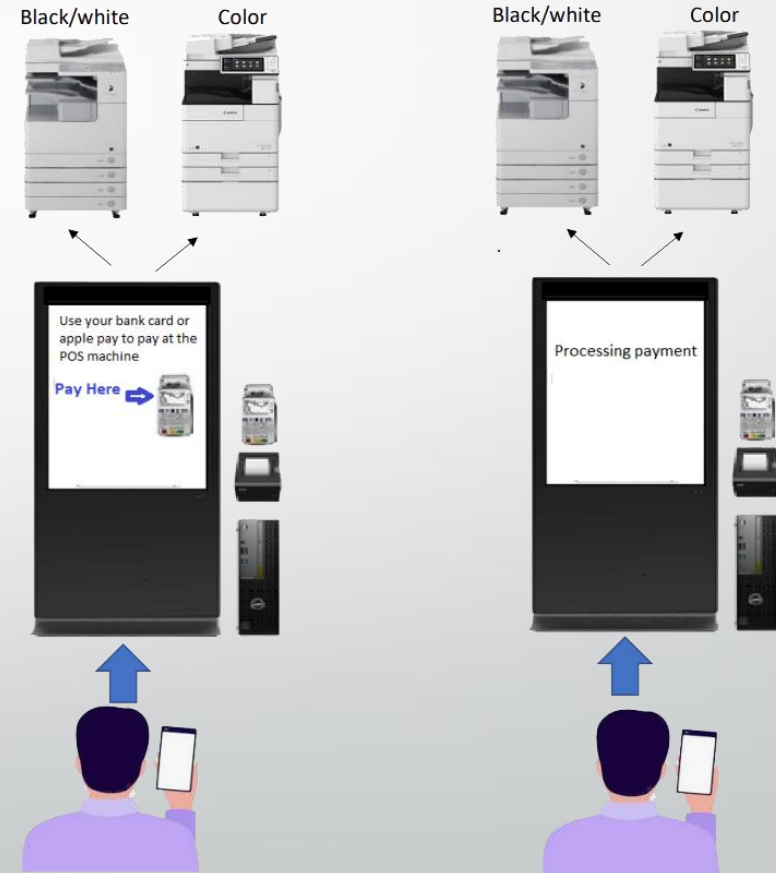 Black/white
Color
Use your bank card or
apple pay to pay at the
POS machine
Pay Here
Black/white
Color
Canon
Processing payment